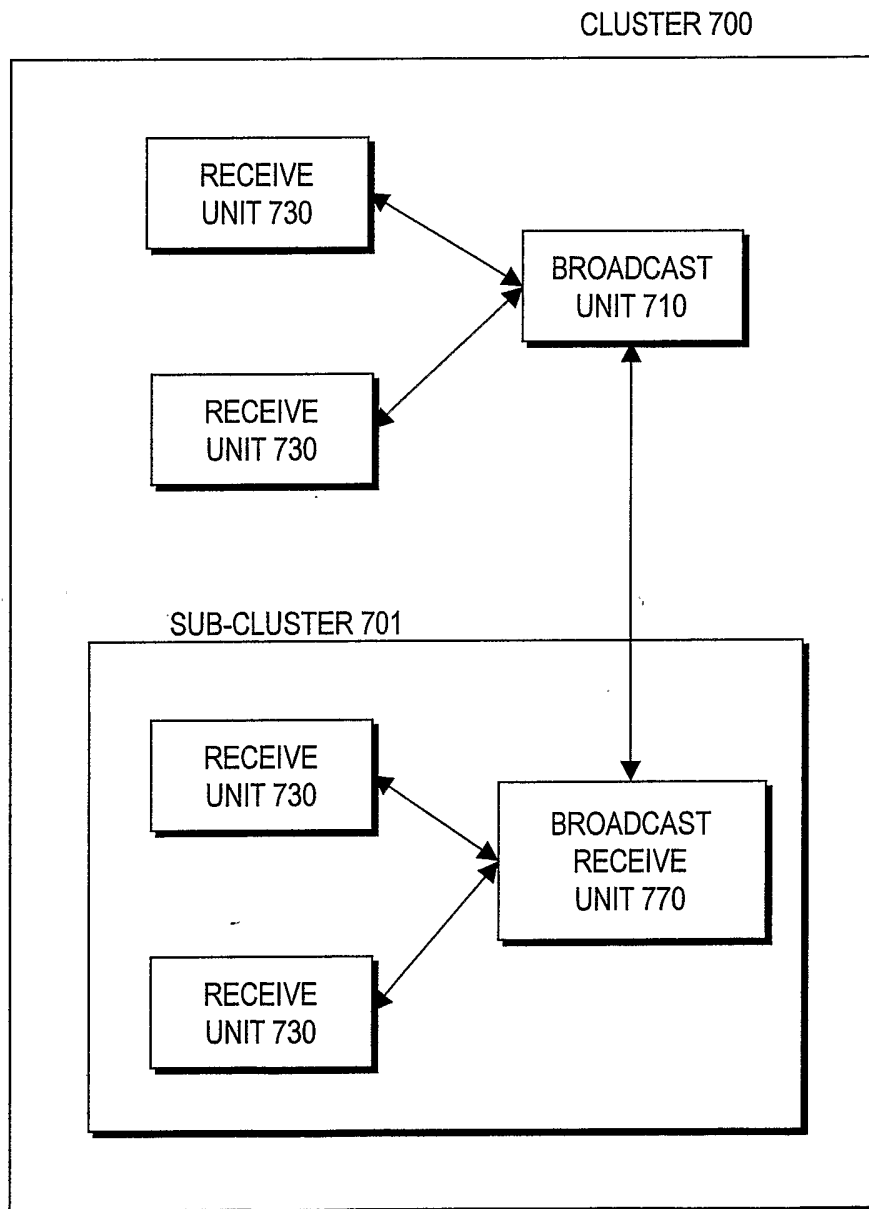 CLUSTER 700
RECEIVE
UNIT 730
BROADCAST
UNIT 710
RECEIVE
UNIT 730
SUB-CLUSTER 701
RECEIVE
UNIT 730
BROADCAST
RECEIVE
UNIT 770
RECEIVE
UNIT 730